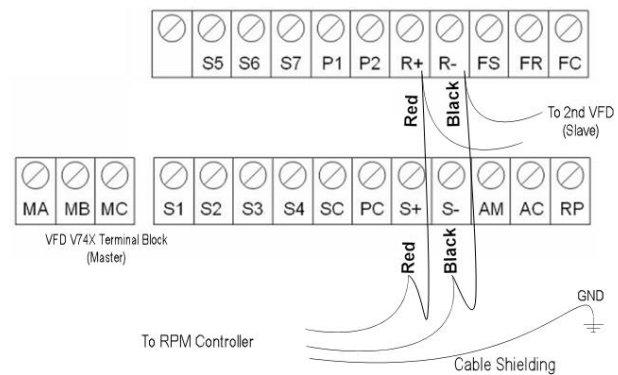 S5 S6 S7 P1 P2 R+ R- FS FR FC
Red
Black
To 2nd VFD
(Slave)
MA MB MC S1 S2 S3 S4 SC PC S+ S- AM AC RP
VFD V74X Terminal Block
(Master)
Red
Black
GND
To RPM Controller
Cable Shielding